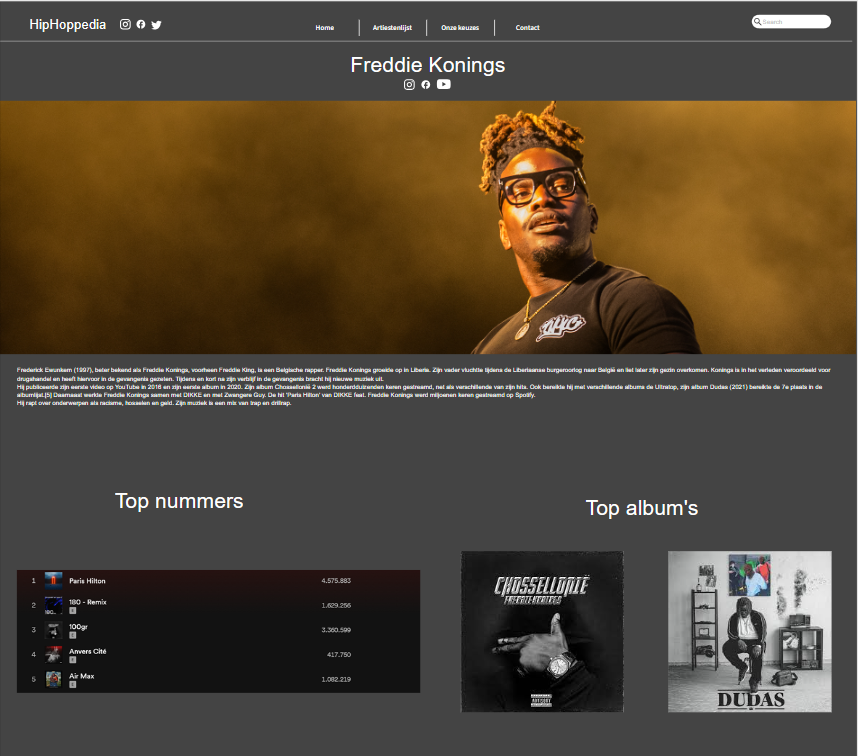 HipHoppedia
Home
Artiestenlijst
Onze keuzes
Contact
Search
Freddie Konings
Frederick Ewunkem (1997), beter bekend als Freddie Konings, voorheen Freddie King, is een Belgische rapper. Freddie Konings groeide op in Liberia. Zijn vader vluchtte tijdens de Liberiaanse burgeroorlog naar België en liet later zijn gezin overkomen. Konings is in het verleden veroordeeld voor
drugshandel en heeft hiervoor in de gevangenis gezeten. Tijdens en kort na zijn verblijf in de gevangenis bracht hij nieuwe muziek uit.
Hij publiceerde zijn eerste video op YouTube in 2016 en zijn eerste album in 2020. Zijn album Chossellonië 2 werd honderdduizenden keren gestreamd, net als verschillende van zijn hits. Ook bereikte hij met verschillende albums de Ultratop, zijn album Dudas (2021) bereikte de 7e plaats in de
albumlijst.[5] Daarnaast werkte Freddie Konings samen met DIKKE en met Zwangere Guy. De hit 'Paris Hilton' van DIKKE feat. Freddie Konings werd miljoenen keren gestreamd op Spotify.
Hij rapt over onderwerpen als racisme, hosselen en geld. Zijn muziek is een mix van trap en drillrap.
Top nummers
Top album's
1 Paris Hilton 4.575.883
2 180 - Remix 1.629.256
E
3 100gr 3.360.599
E
4 Anvers Cité 417.750
E
5 Air Max 1.082.219
E
CHOSSELLONIË
FREDDIE KONINGS
ADVISORY
DUDAS